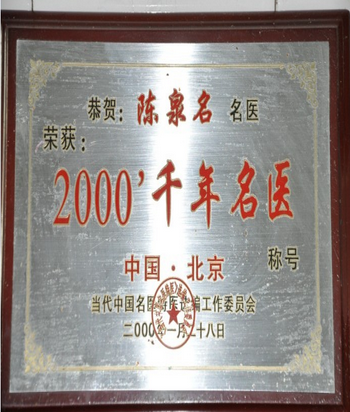 恭贺：陈泉名 名医
荣获：
2000'千年名医
称号
中国·北京
当代中国名医 医 编工作委员会
二000年一月二十八日